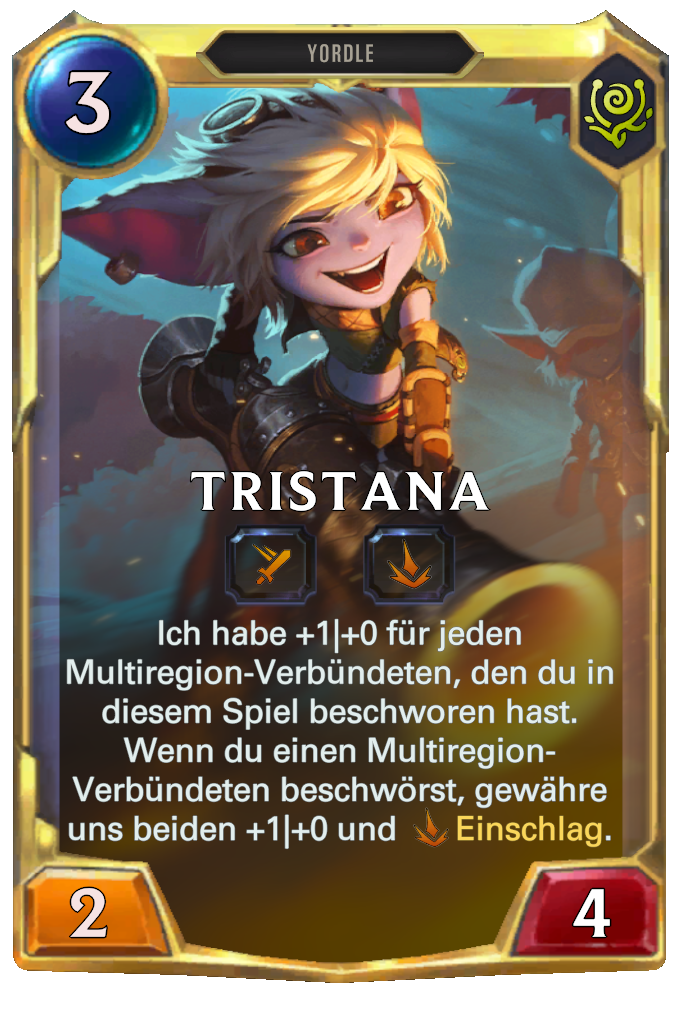 YORDLE
3
TRISTANA
Ich habe +1|+0 für jeden
Multiregion-Verbündeten, den du in
diesem Spiel beschworen hast.
Wenn du einen Multiregion-
Verbündeten beschwörst, gewähre
uns beiden +1|+0 und Einschlag.
2
4